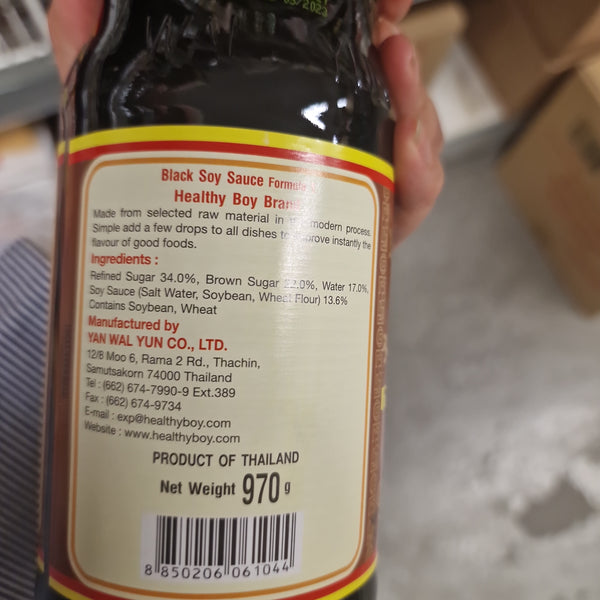 /2023
Black Soy Sauce Formula
Healthy Boy Brand
Made from selected raw material in modern process.
Simple add a few drops to all dishes to improve instantly the
flavour of good foods.
Ingredients :
Refined Sugar 34.0%, Brown Sugar Water 17.0%,
Soy Sauce (Salt Water, Soybean, Wheat Flour) 13.6%
Contains Soybean, Wheat
Manufactured by
YAN WAL YUN CO., LTD.
12/8 Moo 6, Rama 2 Rd., Thachin,
Samutsakorn 74000 Thailand
Tel : (662) 674-7990-9 Ext.389
Fax : (662) 674-9734
E-mail : exp@healthyboy.com
Website : www.healthyboy.com
PRODUCT OF THAILAND
Net Weight 970 g
8 850206 061044